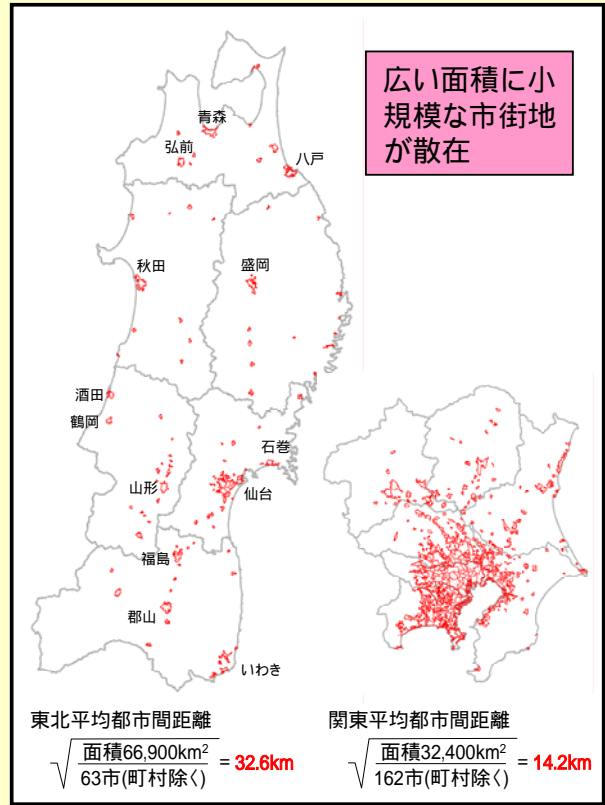 広い面積に小
規模な市街地
が散在
青森
弘前
八戸
秋田
盛岡
酒田
鶴岡
石巻
山形
仙台
福島
郡山
いわき
東北平均都市間距離
√面積66,900km²/63市(町村除く) = 32.6km
関東平均都市間距離
√面積32,400km²/162市(町村除く) = 14.2km